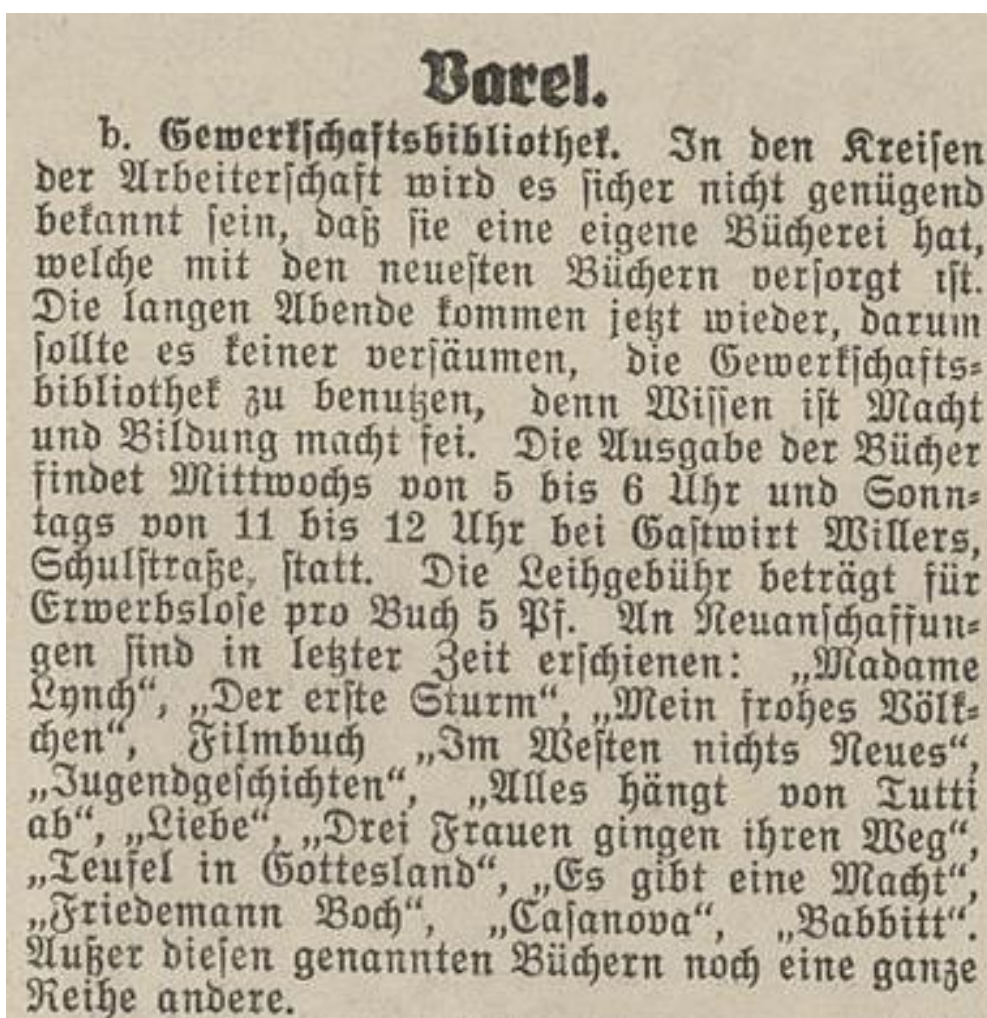 Varel.
b. Gewerkschaftsbibliothek. In den Kreisen
der Arbeiterschaft wird es sicher nicht genügend
bekannt sein, daß sie eine eigene Bücherei hat,
welche mit den neuesten Büchern versorgt ist.
Die langen Abende kommen jetzt wieder, darum
sollte es keiner versäumen, die Gewerkschafts-
bibliothek zu benutzen, denn Wissen ist Macht
und Bildung macht fei. Die Ausgabe der Bücher
findet Mittwochs von 5 bis 6 Uhr und Sonn-
tags von 11 bis 12 Uhr bei Gastwirt Willers,
Schulstraße, statt. Die Leihgebühr beträgt für
Erwerbslose pro Buch 5 Pf. An Neuanschaffun-
gen sind in letzter Zeit erschienen: „Madame
Lynch“, „Der erste Sturm“, „Mein frohes Völk-
chen“, Filmbuch „Im Westen nichts Neues“,
„Jugendgeschichten“, „Alles hängt von Tutti
ab“, „Liebe“, „Drei Frauen gingen ihren Weg“,
„Teufel in Gottesland“, „Es gibt eine Macht“,
„Friedemann Boch“, „Casanova“, „Babbitt“.
Außer diesen genannten Büchern noch eine ganze
Reihe andere.